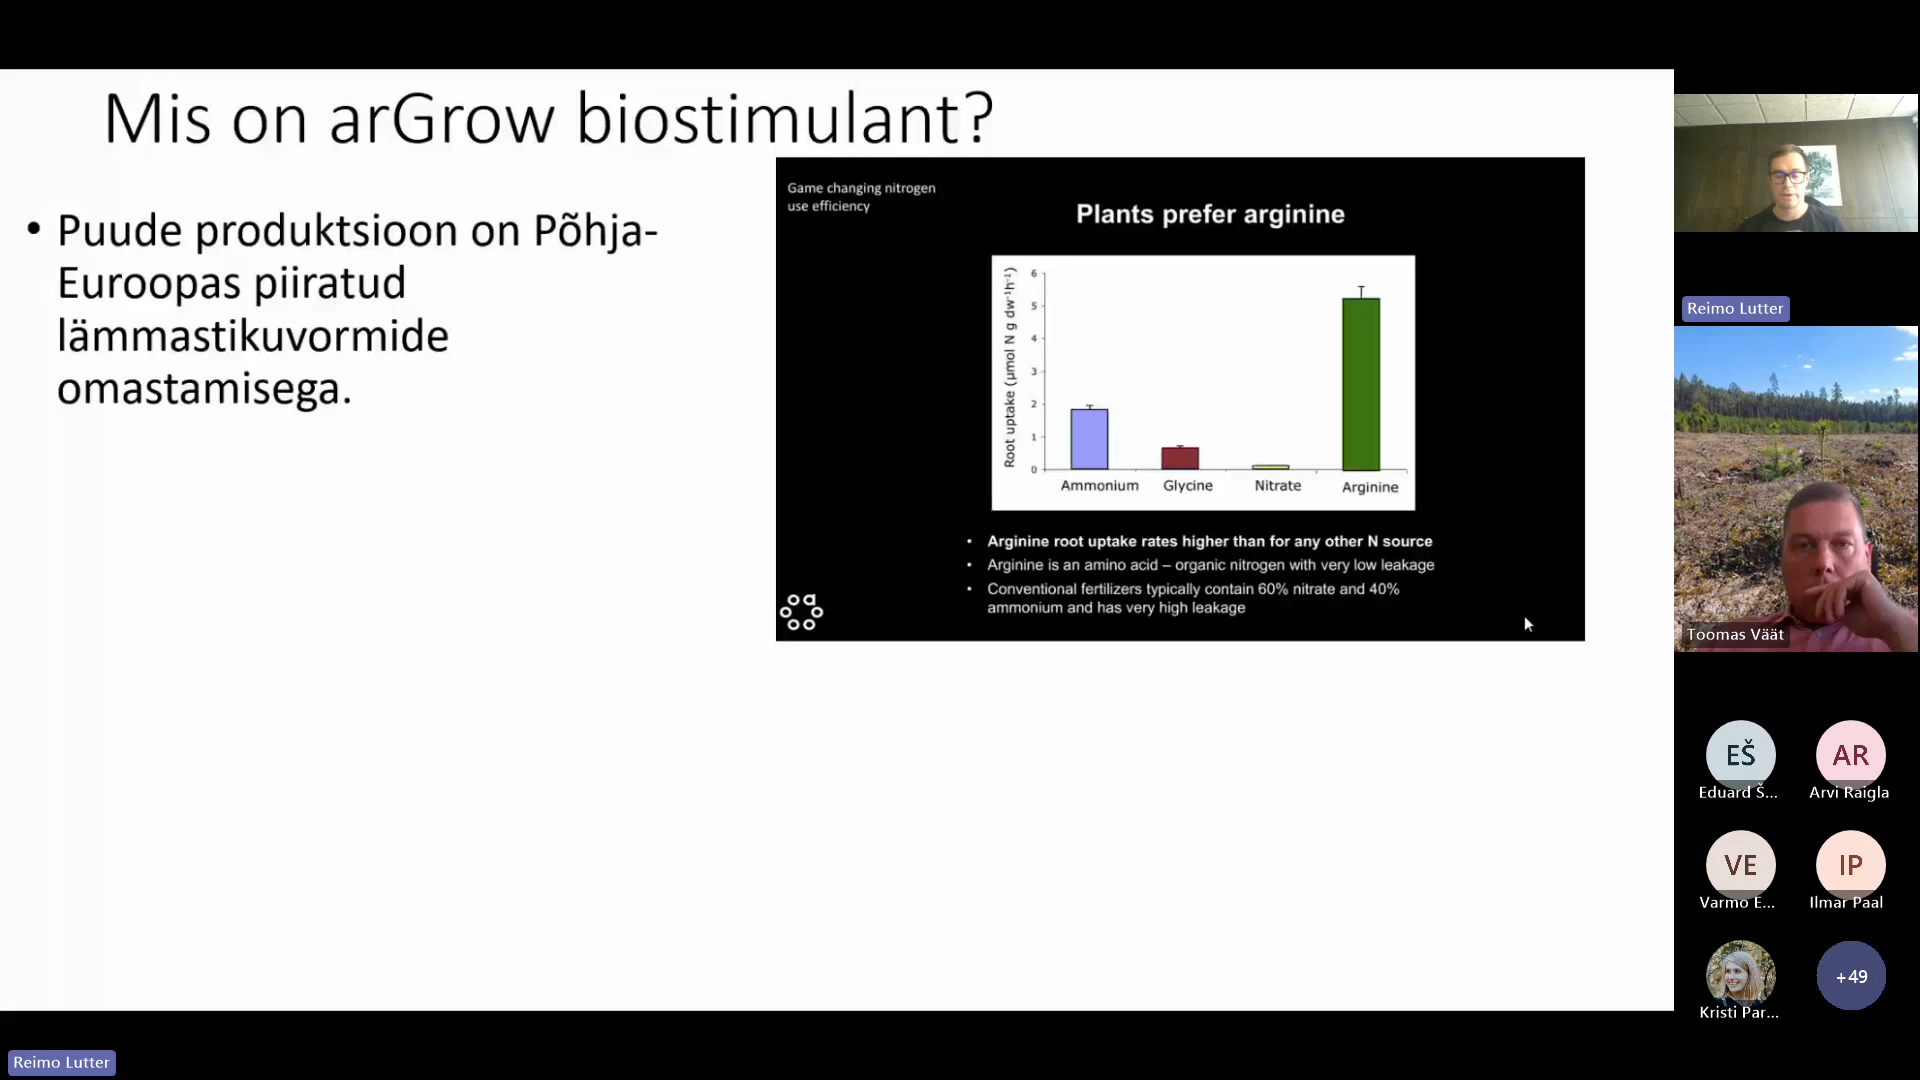 Mis on arGrow biostimulant?
• Puude produktsioon on Põhja-
Euroopas piiratud
lämmastikuvormide
omastamisega.
Game changing nitrogen
use efficiency
Plants prefer arginine
Root uptake (µmol N g dw⁻¹h⁻¹)
6
5
4
3
2
1
0
Ammonium Glycine Nitrate Arginine
• Arginine root uptake rates higher than for any other N source
• Arginine is an amino acid – organic nitrogen with very low leakage
• Conventional fertilizers typically contain 60% nitrate and 40%
ammonium and has very high leakage
Reimo Lutter
Toomas Väät
EŠ AR
Eduard Š... Arvi Raigla
VE IP
Varmo E... Ilmar Paal
+49
Kristi Par...
Reimo Lutter